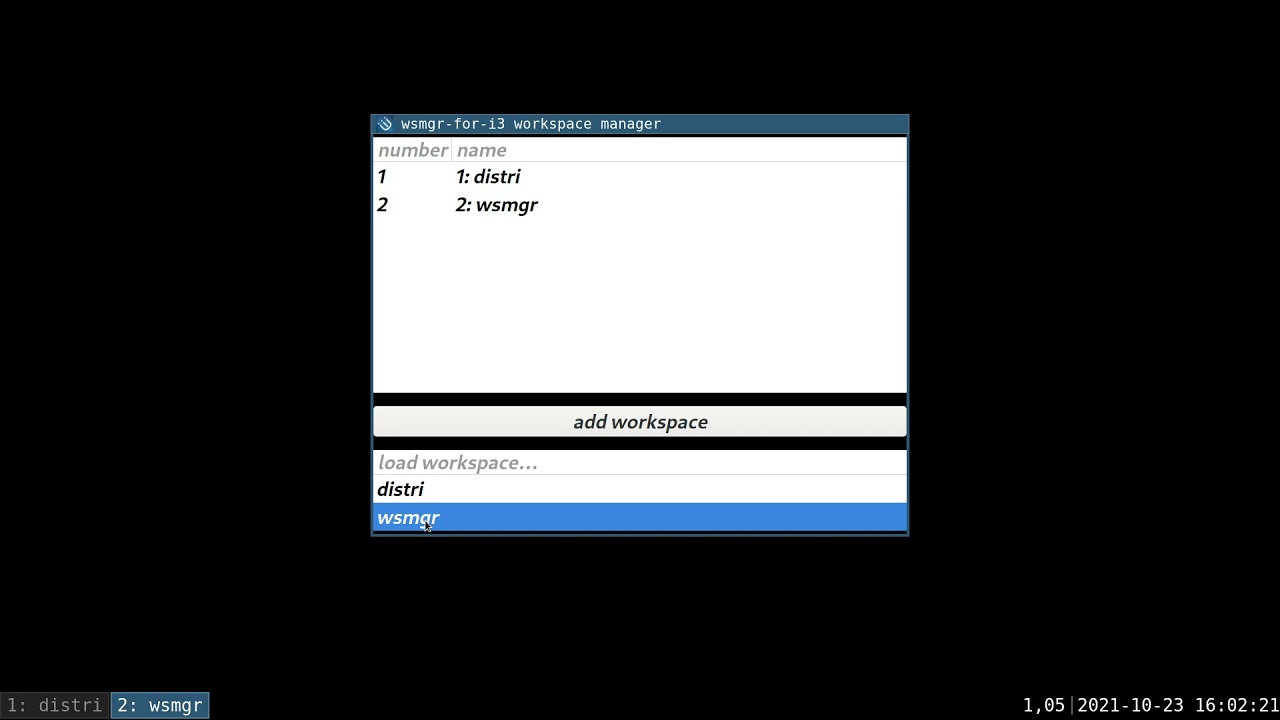 wsmgr-for-i3 workspace manager
number name
1 1: distri
2 2: wsmgr
add workspace
load workspace...
distri
wsmgr
1: distri 2: wsmgr 1,05 2021-10-23 16:02:21